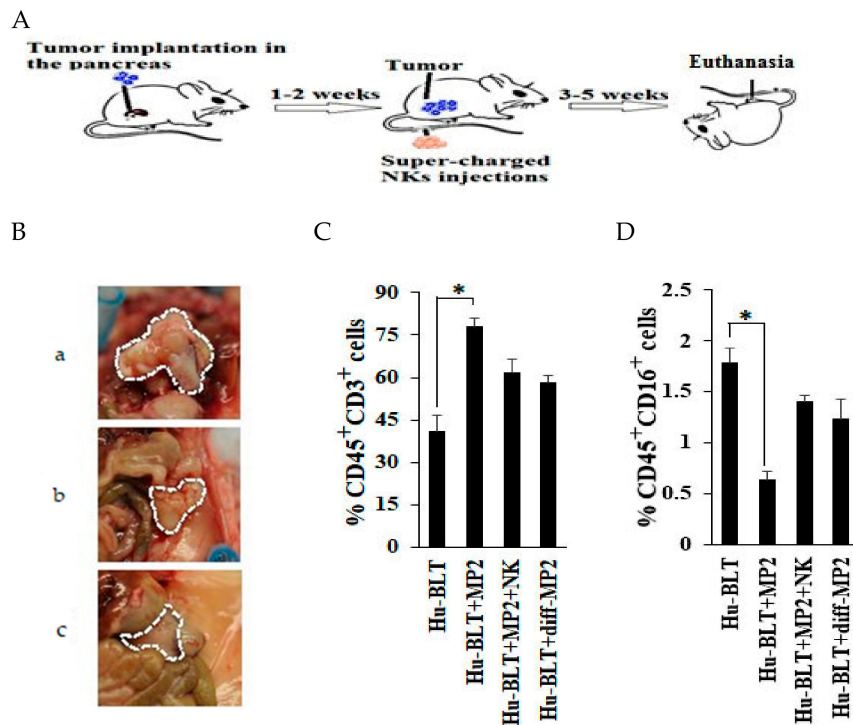 A
Tumor implantation in
the pancreas
1-2 weeks
Tumor
Super-charged
NKs injections
3-5 weeks
Euthanasia
B
a
b
c
C
% CD45+CD3+ cells
90
75
60
45
30
15
0
*
Hu-BLT
Hu-BLT+MP2
Hu-BLT+MP2+NK
Hu-BLT+diff-MP2
D
% CD45+CD16+ cells
2.5
2
1.5
1
0.5
0
*
Hu-BLT
Hu-BLT+MP2
Hu-BLT+MP2+NK
Hu-BLT+diff-MP2